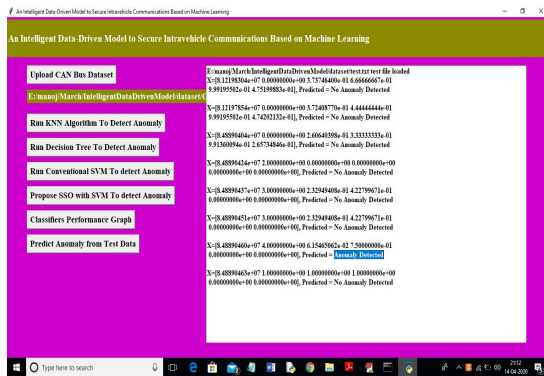 An Intelligent Data-Driven Model to Secure Intravehicle Communications Based on Machine Learning
An Intelligent Data-Driven Model to Secure Intravehicle Communications Based on Machine Learning
Upload CAN Bus Dataset
E:/manoj/March/IntelligentDataDrivenModel/dataset/C
Run KNN Algorithm To Detect Anomaly
Run Decision Tree To Detect Anomaly
Run Conventional SVM To detect Anomaly
Propose SSO with SVM To detect Anomaly
Classifiers Performance Graph
Predict Anomaly from Test Data
E:/manoj/March/IntelligentDataDrivenModel/dataset/test.txt test file loaded
X=[8.12198304e+07 0.00000000e+00 3.73746400e-01 6.66666667e-01
9.99195502e-01 4.75199883e-01], Predicted = No Anomaly Detected
X=[8.12197854e+07 0.00000000e+00 3.72408770e-01 4.44444444e-01
9.99195502e-01 4.74202132e-01], Predicted = No Anomaly Detected
X=[8.48890404e+07 0.00000000e+00 2.60640398e-01 3.33333333e-01
9.91360094e-01 2.65734846e-01], Predicted = No Anomaly Detected
X=[8.48890424e+07 2.00000000e+00 0.00000000e+00 0.00000000e+00
0.00000000e+00 0.00000000e+00], Predicted = No Anomaly Detected
X=[8.48890437e+07 3.00000000e+00 2.32949408e-01 4.22799671e-01
0.00000000e+00 0.00000000e+00], Predicted = No Anomaly Detected
X=[8.48890451e+07 3.00000000e+00 2.32949408e-01 4.22799671e-01
0.00000000e+00 0.00000000e+00], Predicted = No Anomaly Detected
X=[8.48890460e+07 4.00000000e+00 6.15465062e-02 7.50000000e-01
0.00000000e+00 0.00000000e+00], Predicted = Anomaly Detected
X=[8.48890463e+07 1.00000000e+00 1.00000000e+00 1.00000000e+00
0.00000000e+00 0.00000000e+00], Predicted = No Anomaly Detected
Type here to search
21:12
14-04-2020